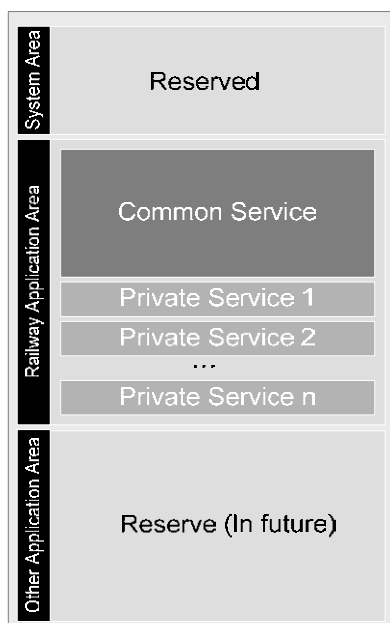 System Area
Reserved
Railway Application Area
Common Service
Private Service 1
Private Service 2
...
Private Service n
Other Application Area
Reserve (In future)